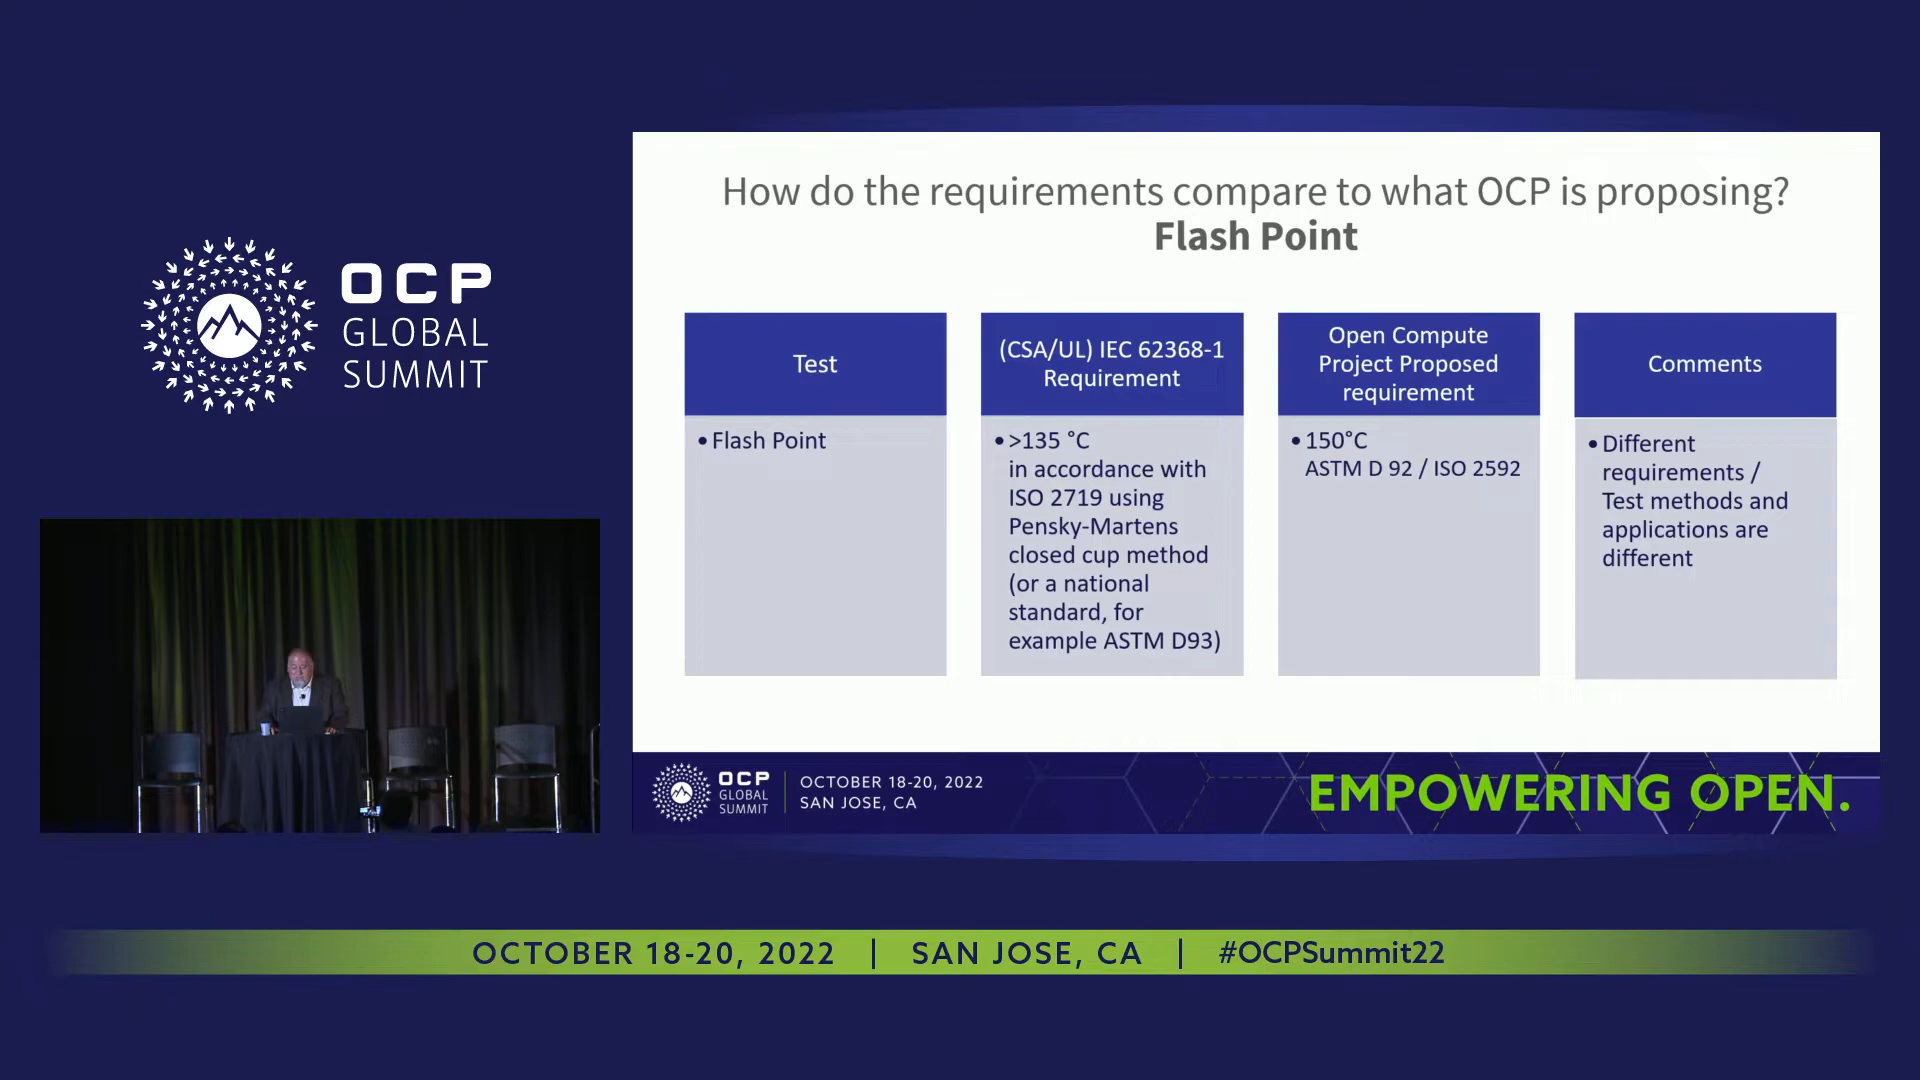 OCP
GLOBAL
SUMMIT
How do the requirements compare to what OCP is proposing?
Flash Point
Test
• Flash Point
(CSA/UL) IEC 62368-1
Requirement
• >135 °C
in accordance with
ISO 2719 using
Pensky-Martens
closed cup method
(or a national
standard, for
example ASTM D93)
Open Compute
Project Proposed
requirement
• 150°C
ASTM D 92 / ISO 2592
Comments
• Different
requirements /
Test methods and
applications are
different
OCP
GLOBAL
SUMMIT
OCTOBER 18-20, 2022
SAN JOSE, CA
EMPOWERING OPEN.
OCTOBER 18-20, 2022 | SAN JOSE, CA | #OCPSummit22